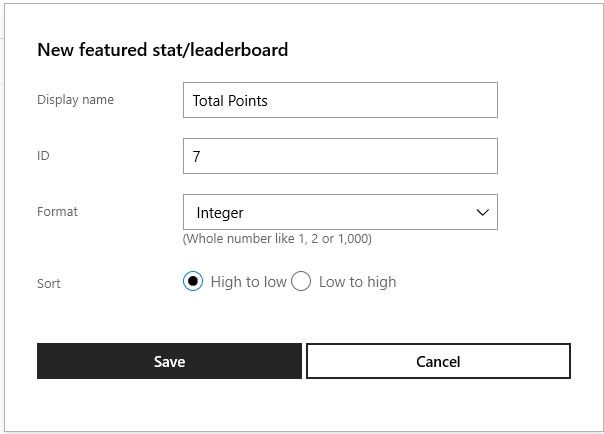 New featured stat/leaderboard
Display name
Total Points
ID
7
Format
Integer
(Whole number like 1, 2 or 1,000)
Sort
High to low
Low to high
Save
Cancel